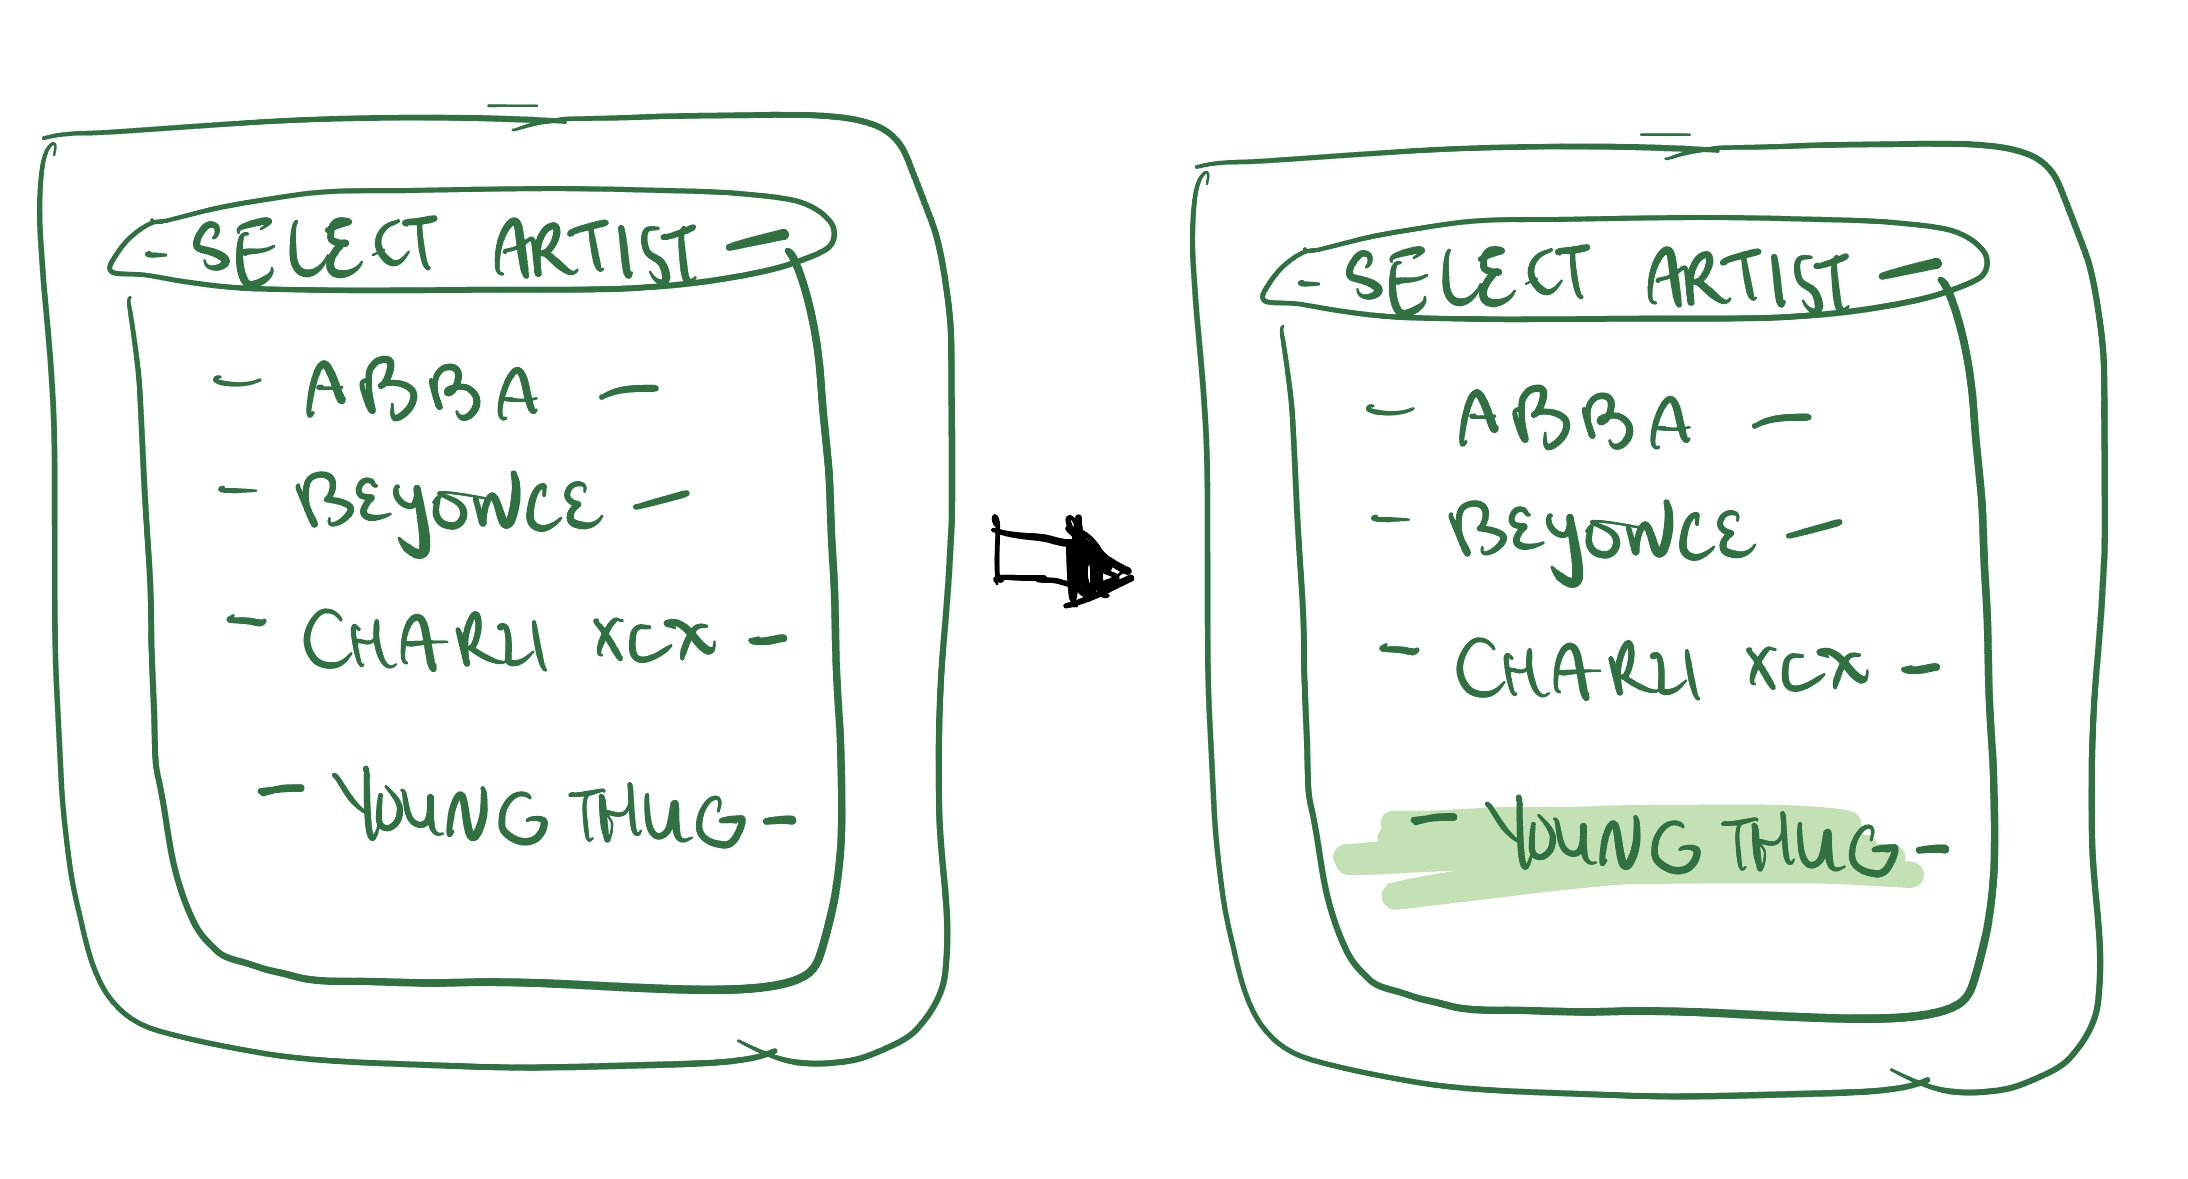 - SELECT ARTIST -
- ABBA -
- BEYONCE -
- CHARLI XCX -
- YOUNG THUG -
- SELECT ARTIST -
- ABBA -
- BEYONCE -
- CHARLI XCX -
- YOUNG THUG -